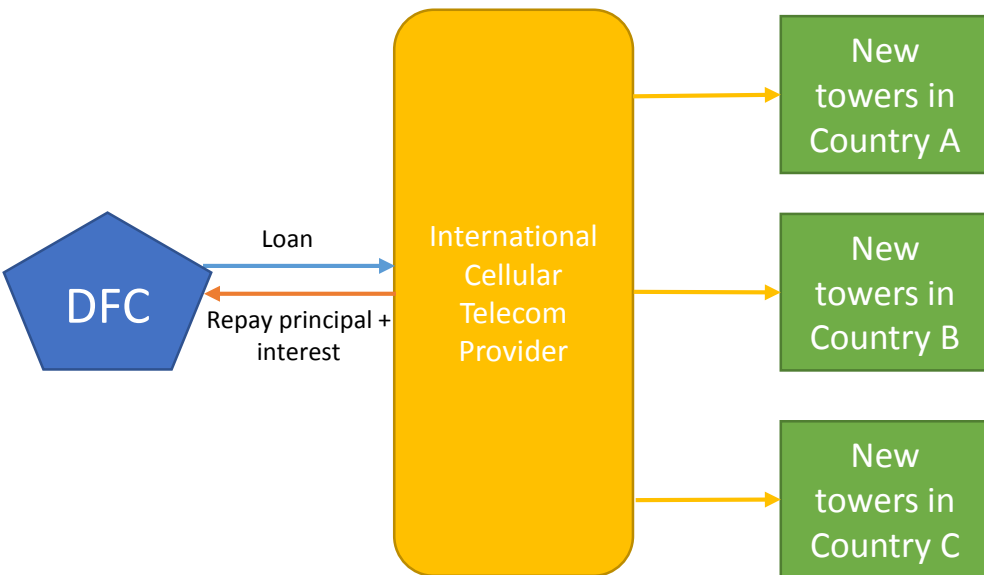 DFC
Loan
Repay principal +
interest
International
Cellular
Telecom
Provider
New
towers in
Country A
New
towers in
Country B
New
towers in
Country C